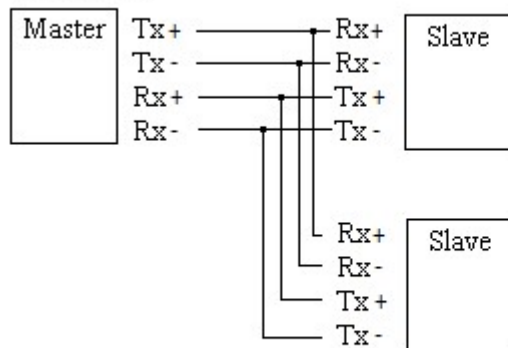 Master Tx+ Rx+ Slave
Tx- Rx-
Rx+ Tx+
Rx- Tx-
Rx+ Slave
Rx-
Tx+
Tx-